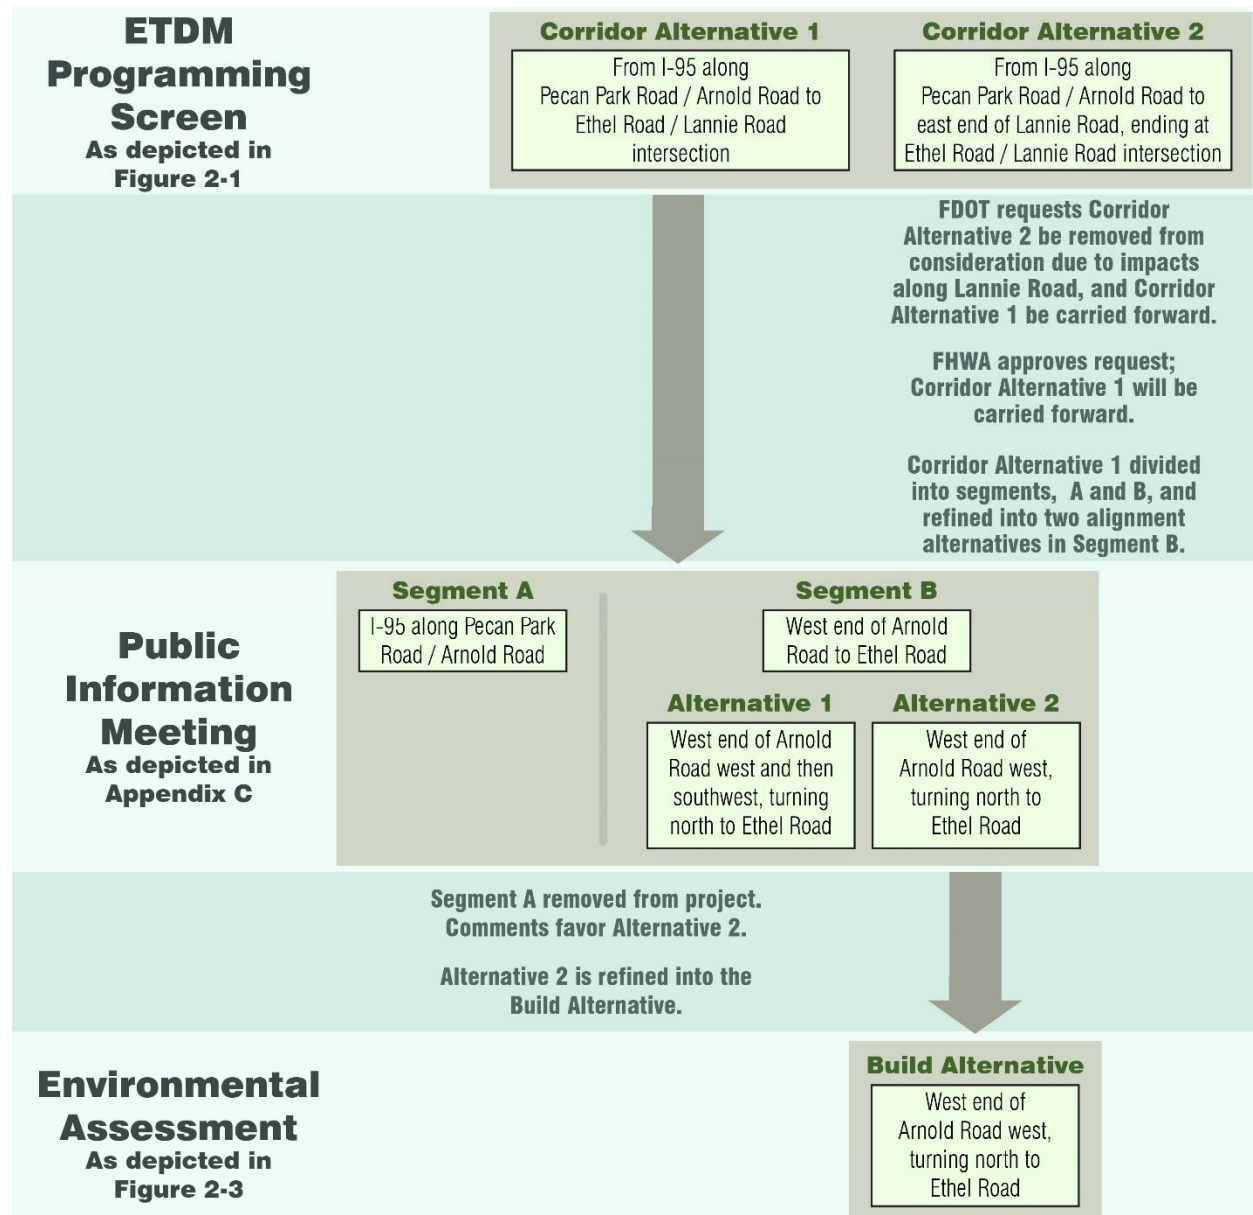 ETDM
Programming
Screen
As depicted in
Figure 2-1
Corridor Alternative 1
From I-95 along
Pecan Park Road / Arnold Road to
Ethel Road / Lannie Road
intersection
Corridor Alternative 2
From I-95 along
Pecan Park Road / Arnold Road to
east end of Lannie Road, ending at
Ethel Road / Lannie Road intersection
FDOT requests Corridor
Alternative 2 be removed from
consideration due to impacts
along Lannie Road, and Corridor
Alternative 1 be carried forward.
FHWA approves request;
Corridor Alternative 1 will be
carried forward.
Corridor Alternative 1 divided
into segments, A and B, and
refined into two alignment
alternatives in Segment B.
Public
Information
Meeting
As depicted in
Appendix C
Segment A
I-95 along Pecan Park
Road / Arnold Road
Segment B
West end of Arnold
Road to Ethel Road
Alternative 1
West end of Arnold
Road west and then
southwest, turning
north to Ethel Road
Alternative 2
West end of
Arnold Road west,
turning north to
Ethel Road
Segment A removed from project.
Comments favor Alternative 2.
Alternative 2 is refined into the
Build Alternative.
Environmental
Assessment
As depicted in
Figure 2-3
Build Alternative
West end of
Arnold Road west,
turning north to
Ethel Road